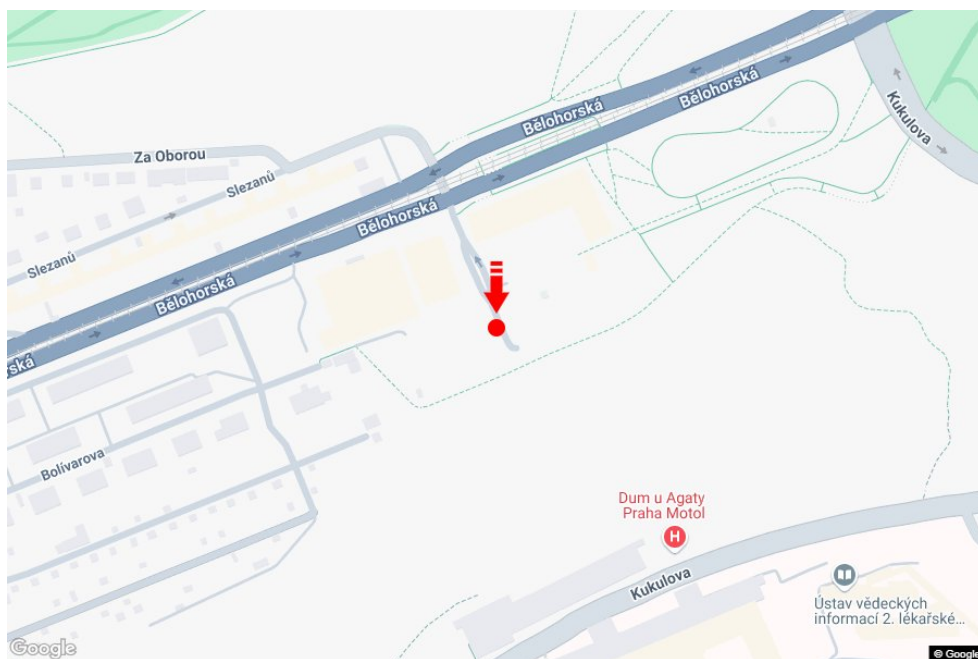 Bělohorská
Bělohorská
Kukulova
Za Oborou
Slezanů
Bělohorská
Slezanů
Bělohorská
rská
Bolívarova
Dum u Agaty
Praha Motol
H
Kukulova
Ústav vědeckých
informací 2. lékařské...
Google
© Google